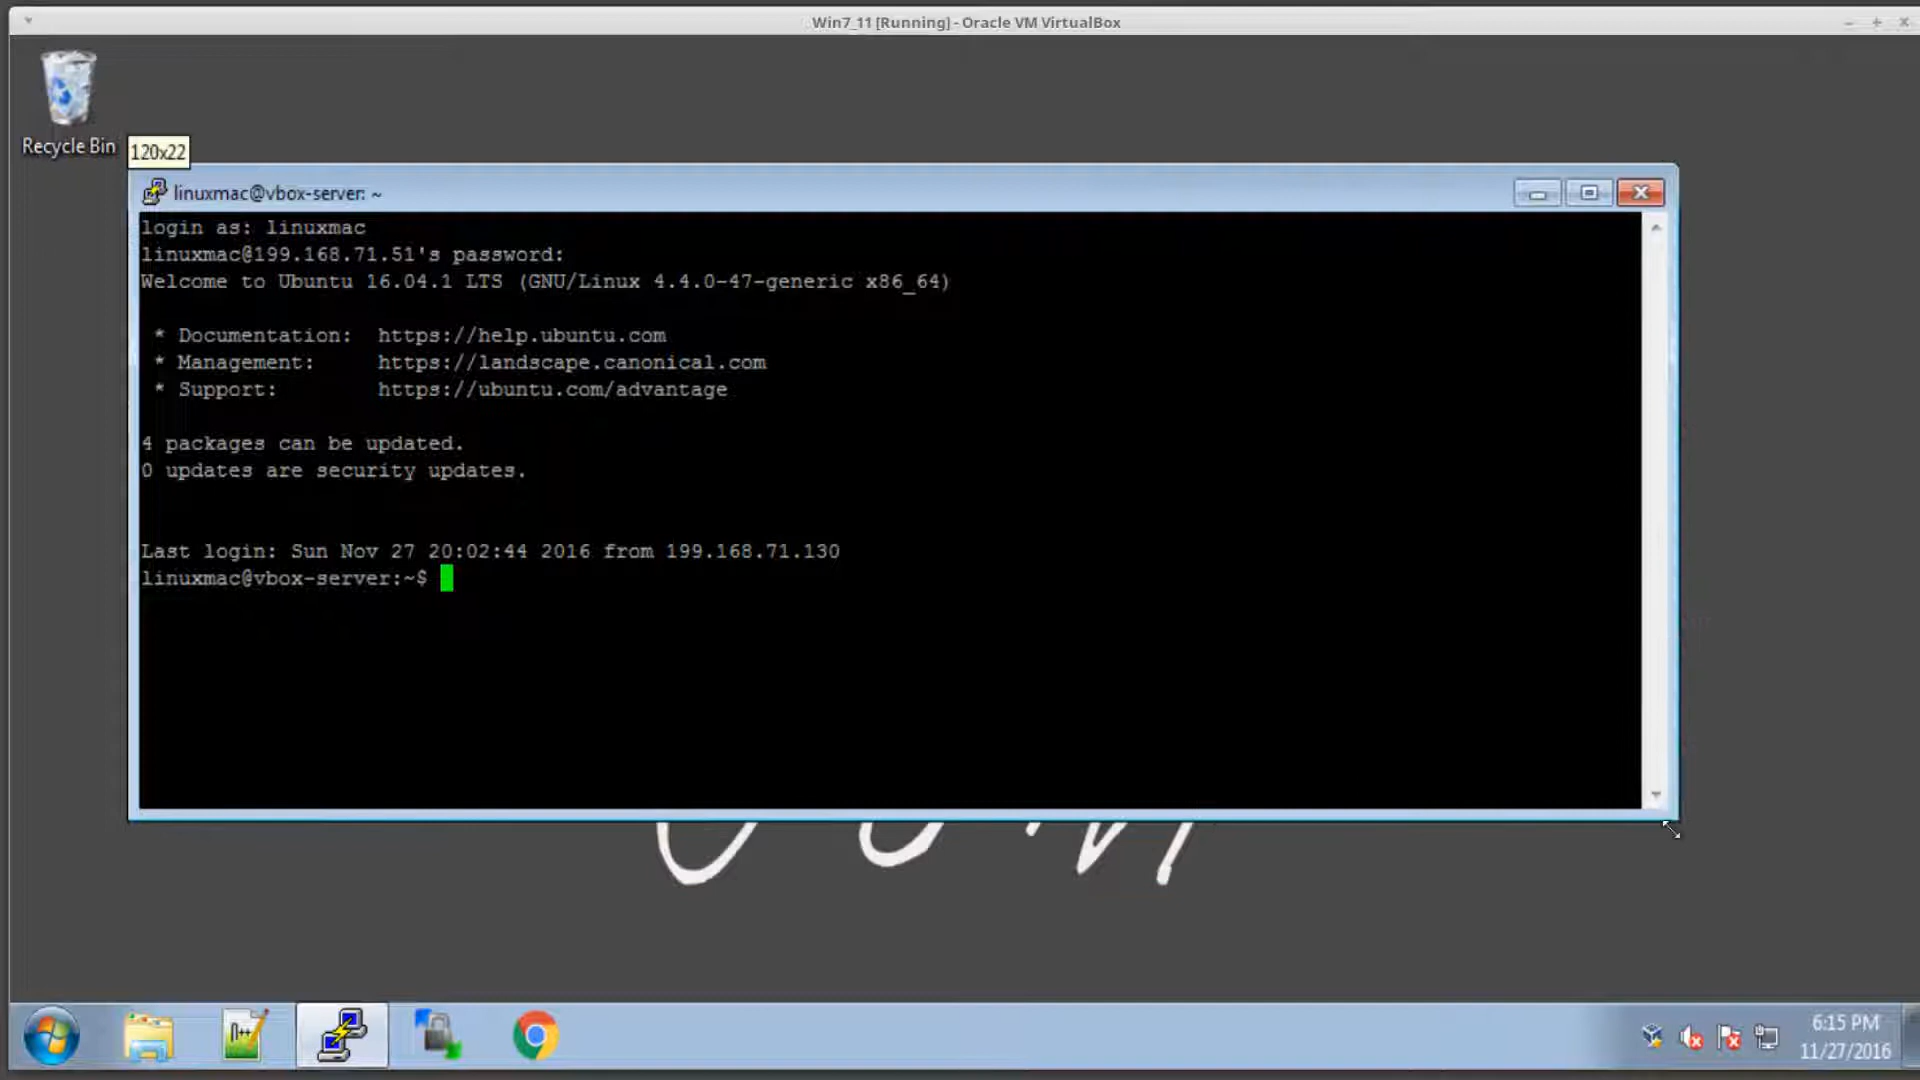 Win7_11 [Running] - Oracle VM VirtualBox
Recycle Bin
120x22
linuxmac@vbox-server: ~
login as: linuxmac
linuxmac@199.168.71.51's password:
Welcome to Ubuntu 16.04.1 LTS (GNU/Linux 4.4.0-47-generic x86_64)
* Documentation: https://help.ubuntu.com
* Management: https://landscape.canonical.com
* Support: https://ubuntu.com/advantage
4 packages can be updated.
0 updates are security updates.
Last login: Sun Nov 27 20:02:44 2016 from 199.168.71.130
linuxmac@vbox-server:~$
6:15 PM
11/27/2016